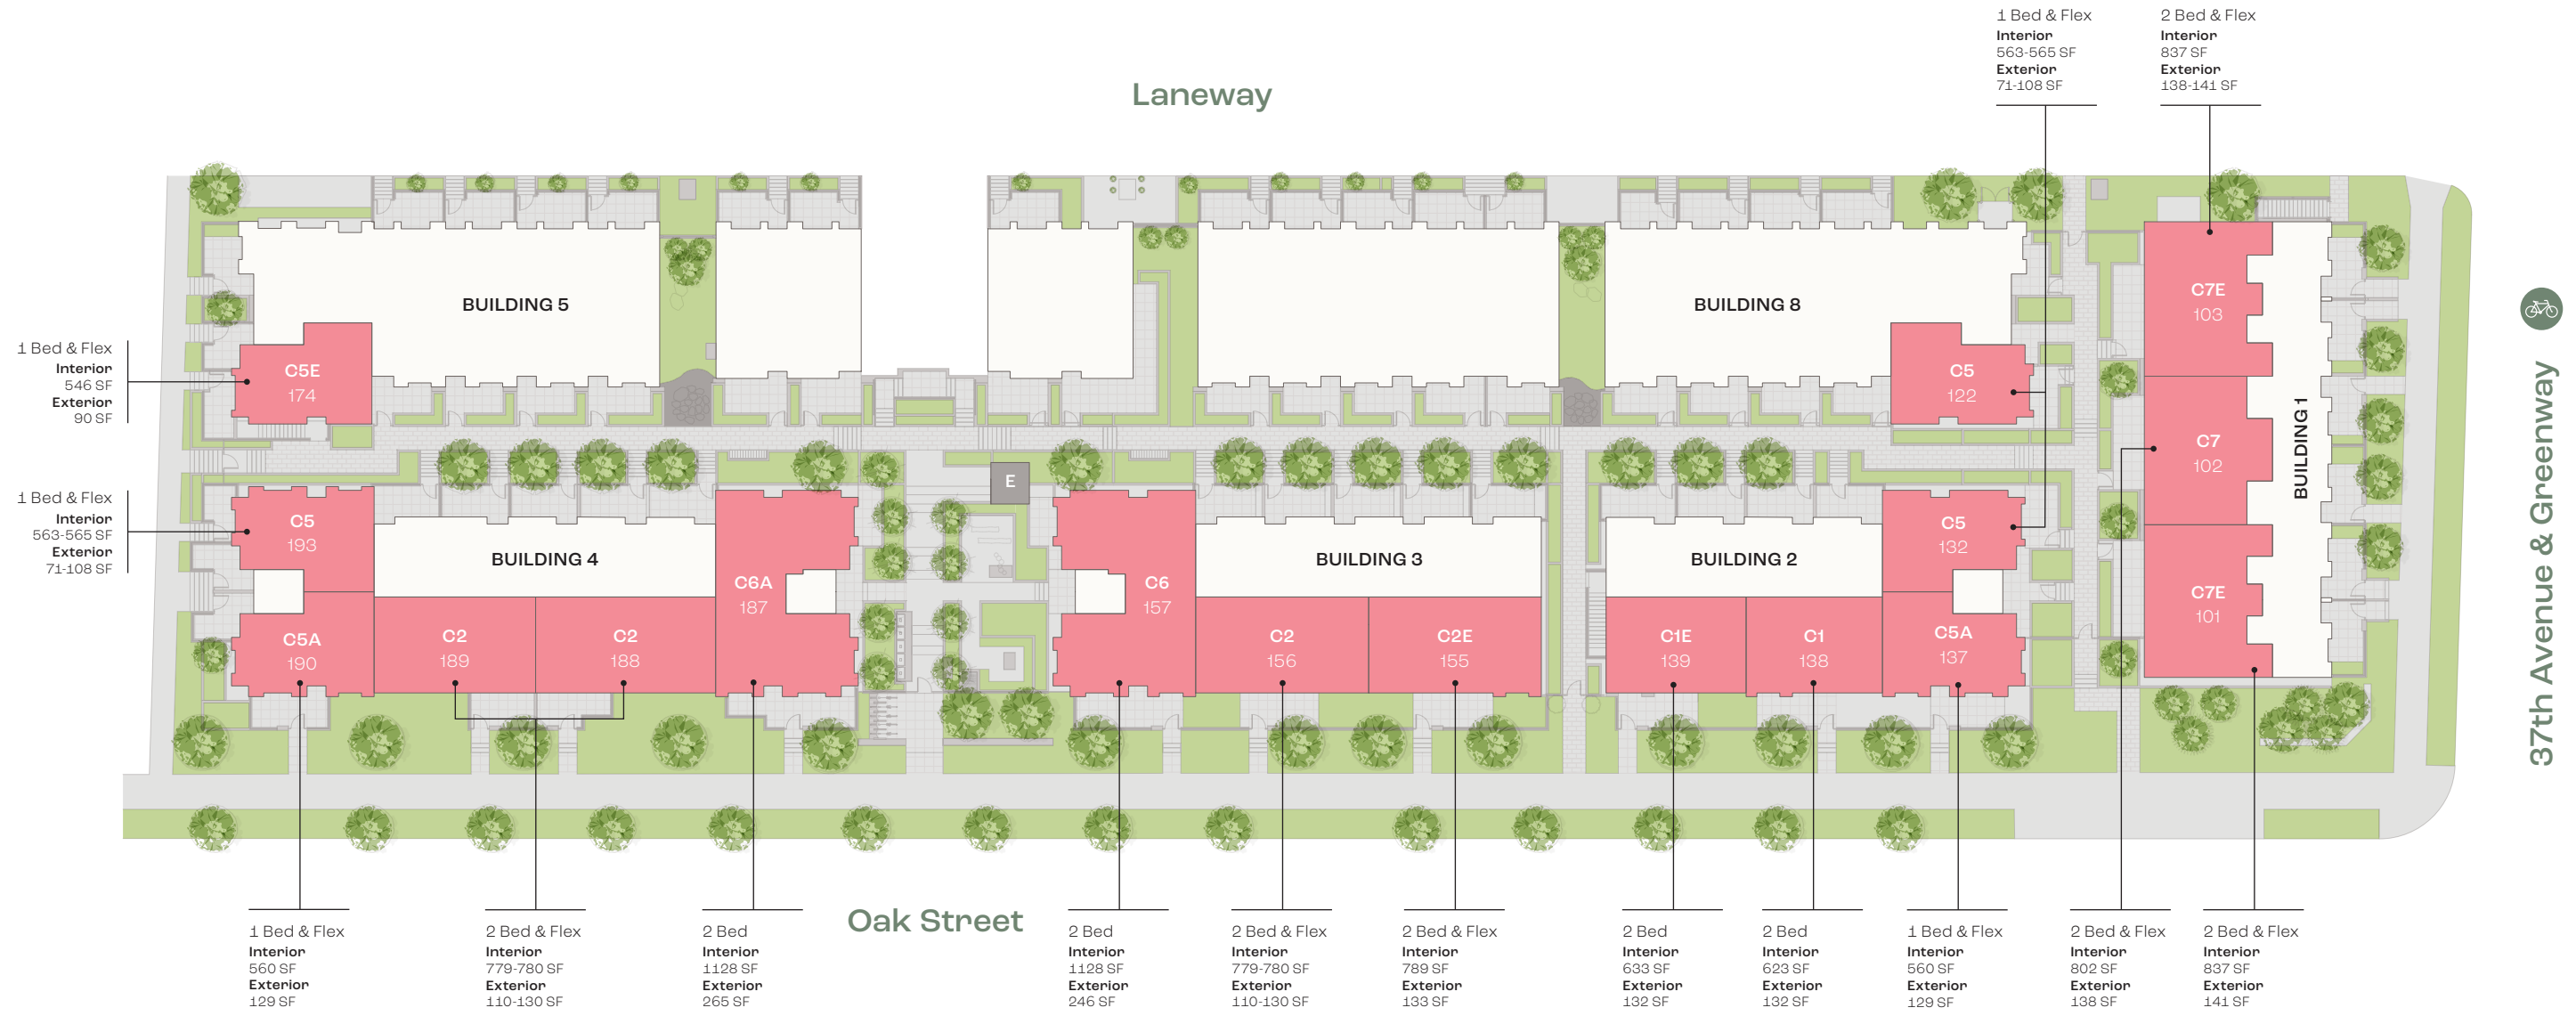 1 Bed & Flex
Interior
563-565 SF
Exterior
71-108 SF
2 Bed & Flex
Interior
837 SF
Exterior
138-141 SF
Laneway
BUILDING 5
BUILDING 8
C7E
103
37th Avenue & Greenway
1 Bed & Flex
Interior
546 SF
Exterior
90 SF
C5E
174
C5
122
C7
102
BUILDING 1
E
1 Bed & Flex
Interior
563-565 SF
Exterior
71-108 SF
C5
193
BUILDING 4
C6A
187
C6
157
BUILDING 3
BUILDING 2
C5
132
C7E
101
C5A
190
C2
189
C2
188
C2
156
C2E
155
C1E
139
C1
138
C5A
137
Oak Street
1 Bed & Flex
Interior
560 SF
Exterior
129 SF
2 Bed & Flex
Interior
779-780 SF
Exterior
110-130 SF
2 Bed
Interior
1128 SF
Exterior
265 SF
2 Bed
Interior
1128 SF
Exterior
246 SF
2 Bed & Flex
Interior
779-780 SF
Exterior
110-130 SF
2 Bed & Flex
Interior
789 SF
Exterior
133 SF
2 Bed
Interior
633 SF
Exterior
132 SF
2 Bed
Interior
623 SF
Exterior
132 SF
1 Bed & Flex
Interior
560 SF
Exterior
129 SF
2 Bed & Flex
Interior
802 SF
Exterior
138 SF
2 Bed & Flex
Interior
837 SF
Exterior
141 SF